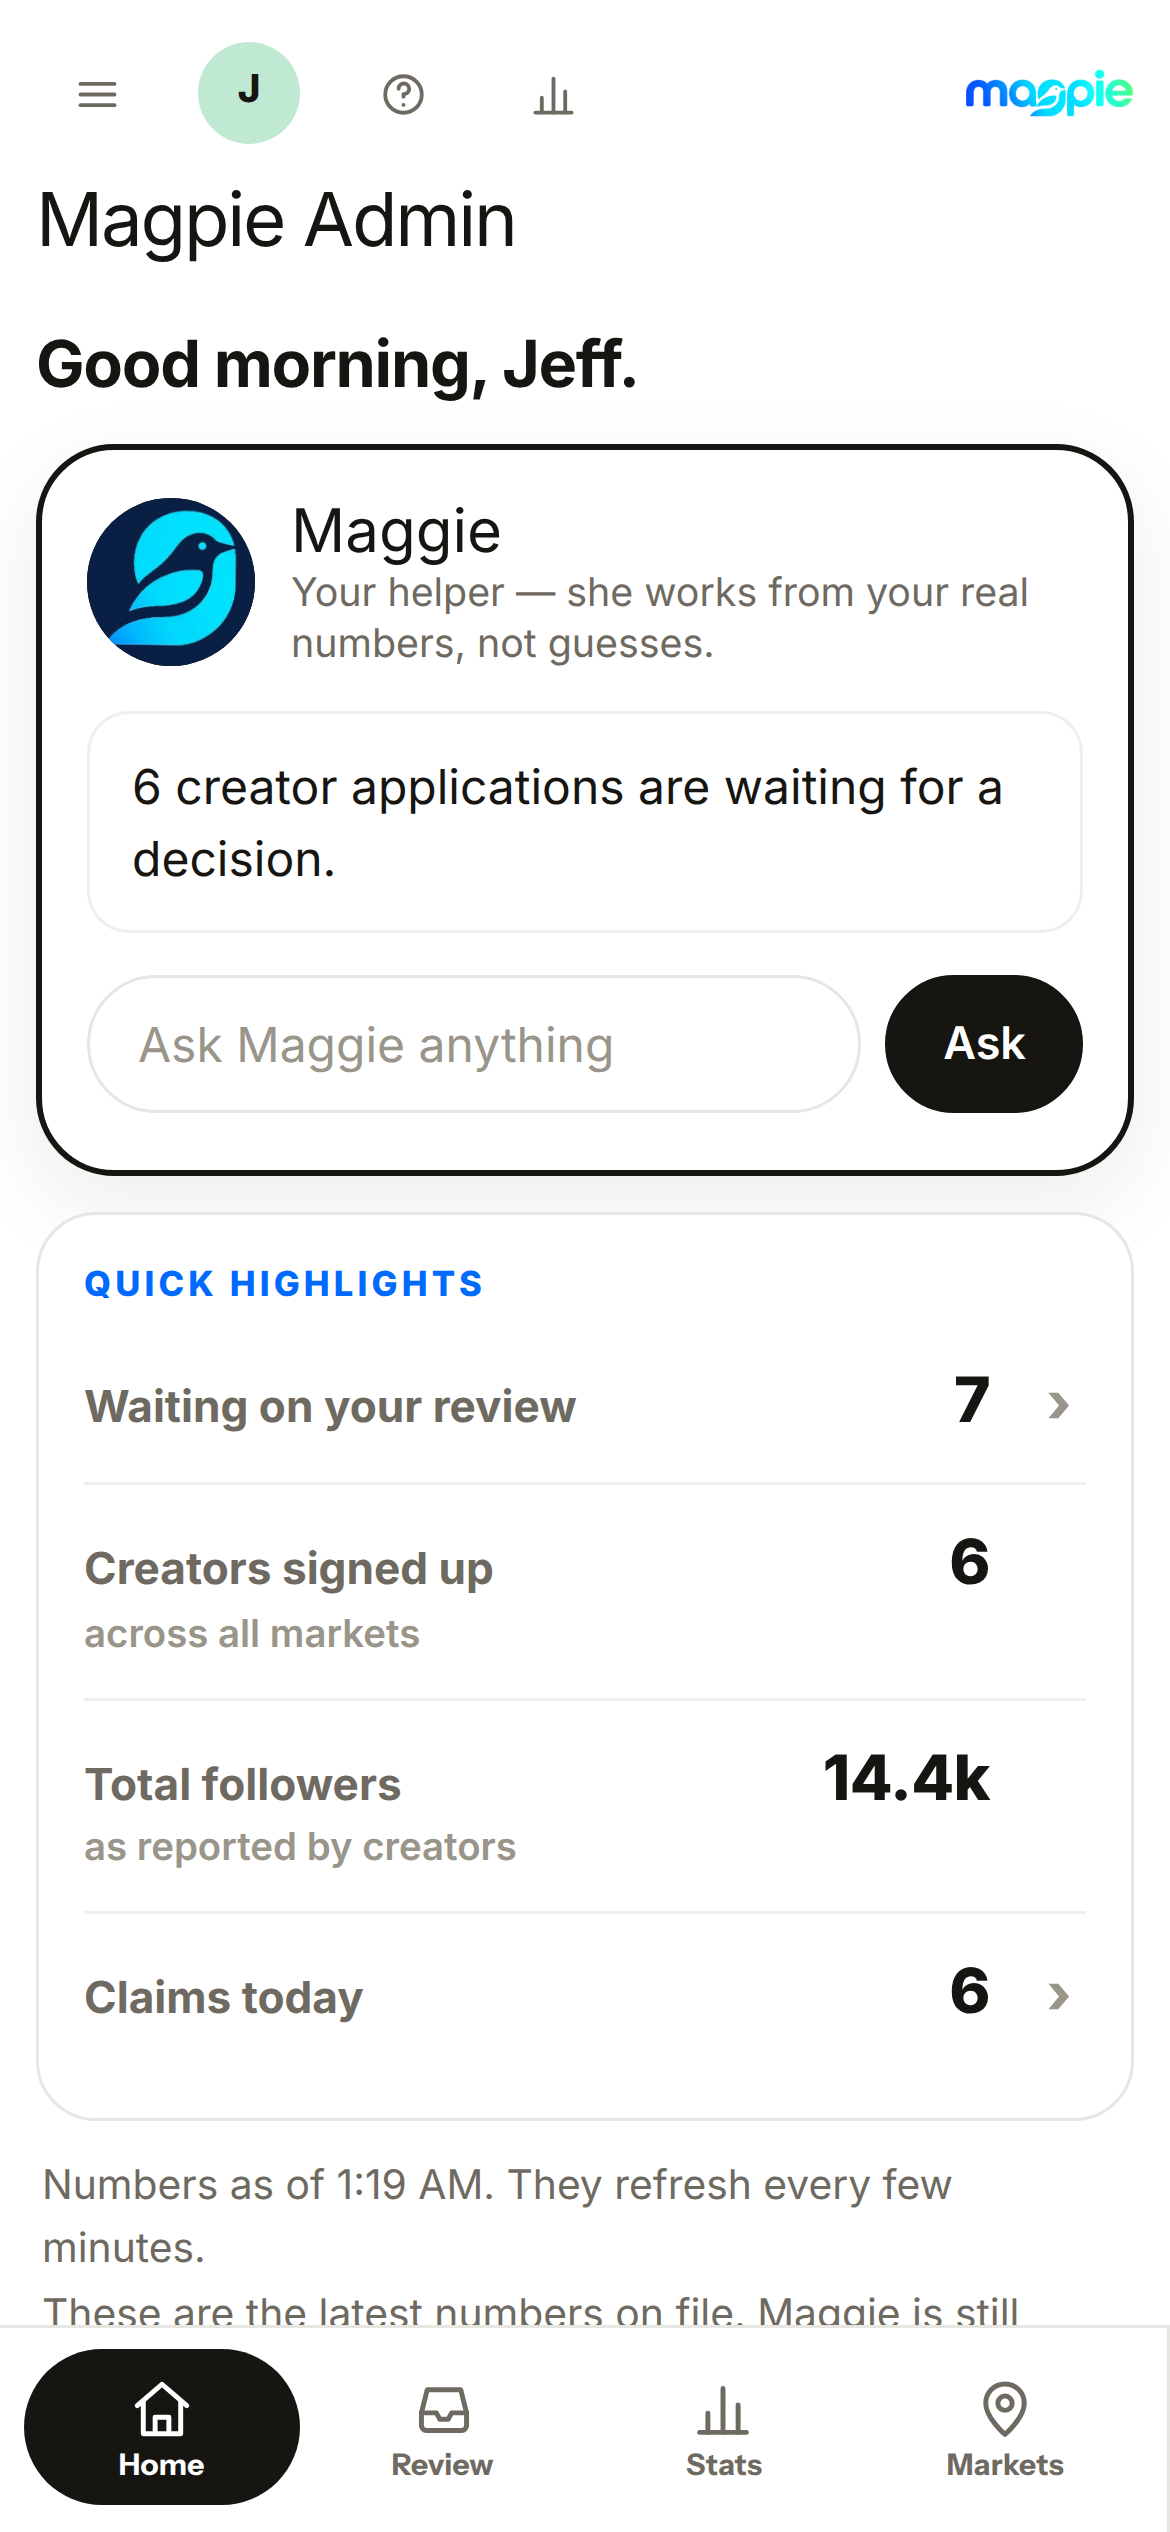 J
magpie
Magpie Admin
Good morning, Jeff.
Maggie
Your helper — she works from your real
numbers, not guesses.
6 creator applications are waiting for a
decision.
Ask Maggie anything
Ask
QUICK HIGHLIGHTS
Waiting on your review 7
Creators signed up 6
across all markets
Total followers 14.4k
as reported by creators
Claims today 6
Numbers as of 1:19 AM. They refresh every few
minutes.
These are the latest numbers on file. Maggie is still
Home Review Stats Markets